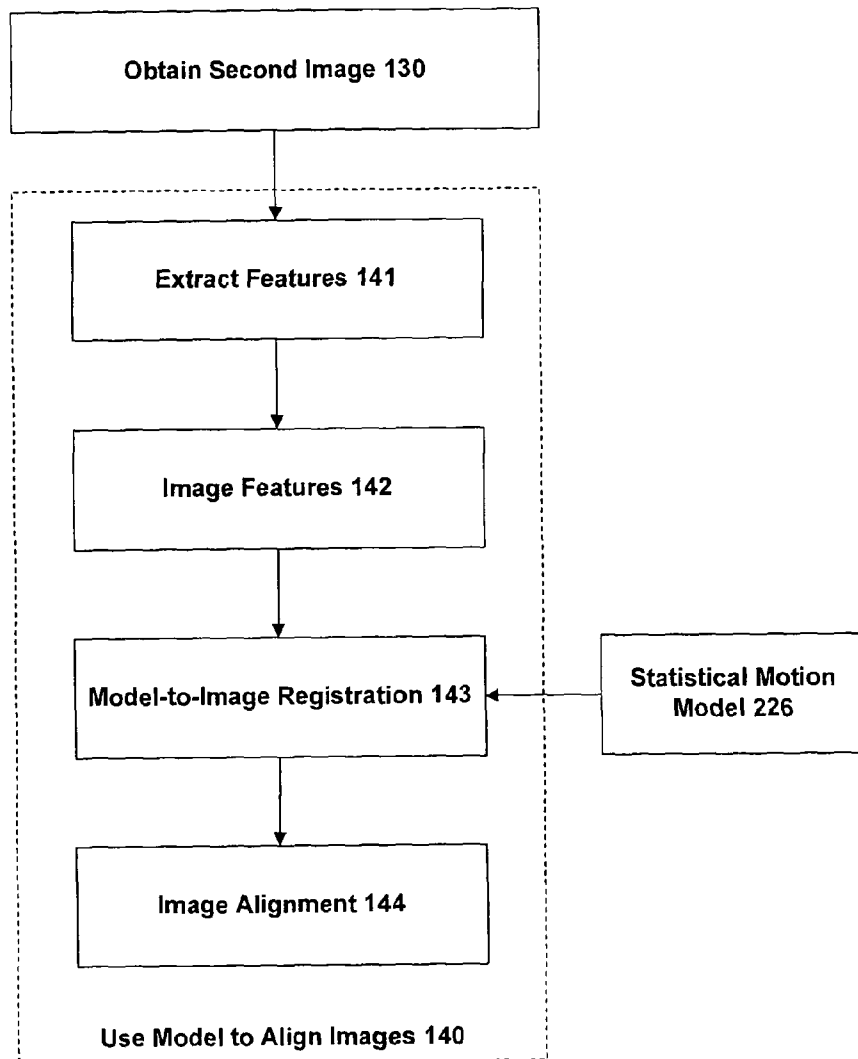 Obtain Second Image 130
Extract Features 141
Image Features 142
Model-to-Image Registration 143
Statistical Motion
Model 226
Image Alignment 144
Use Model to Align Images 140